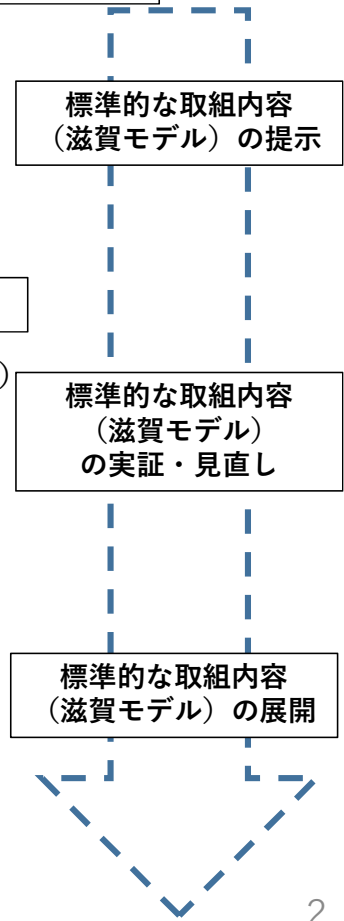 標準的な取組内容
（滋賀モデル）の提示
）
標準的な取組内容
（滋賀モデル）
の実証・見直し
標準的な取組内容
（滋賀モデル）の展開
2